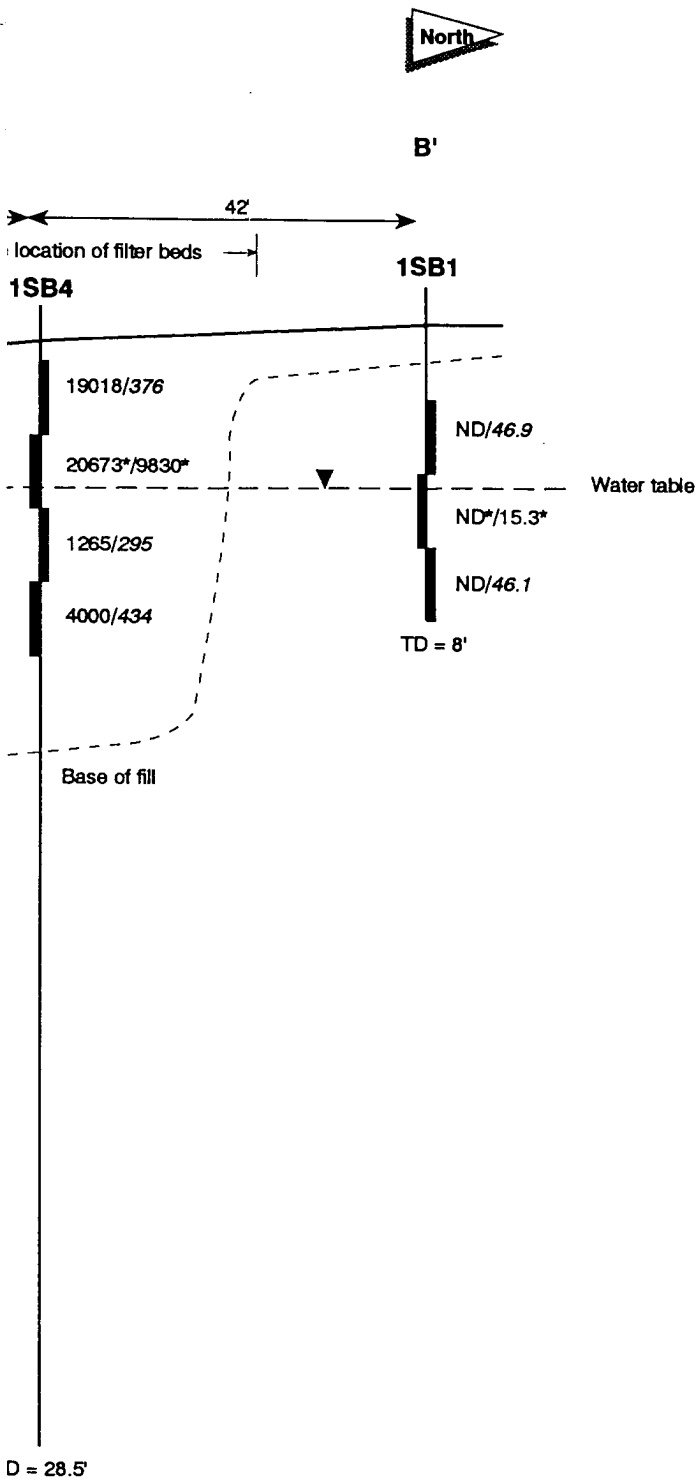 North
B'
42'
location of filter beds
1SB4
1SB1
19018/376
20673*/9830*
1265/295
4000/434
ND/46.9
ND*/15.3*
ND/46.1
Water table
TD = 8'
Base of fill
D = 28.5'